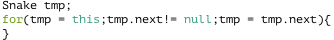 Snake tmp;
for(tmp = this;tmp.next!= null;tmp = tmp.next){
}